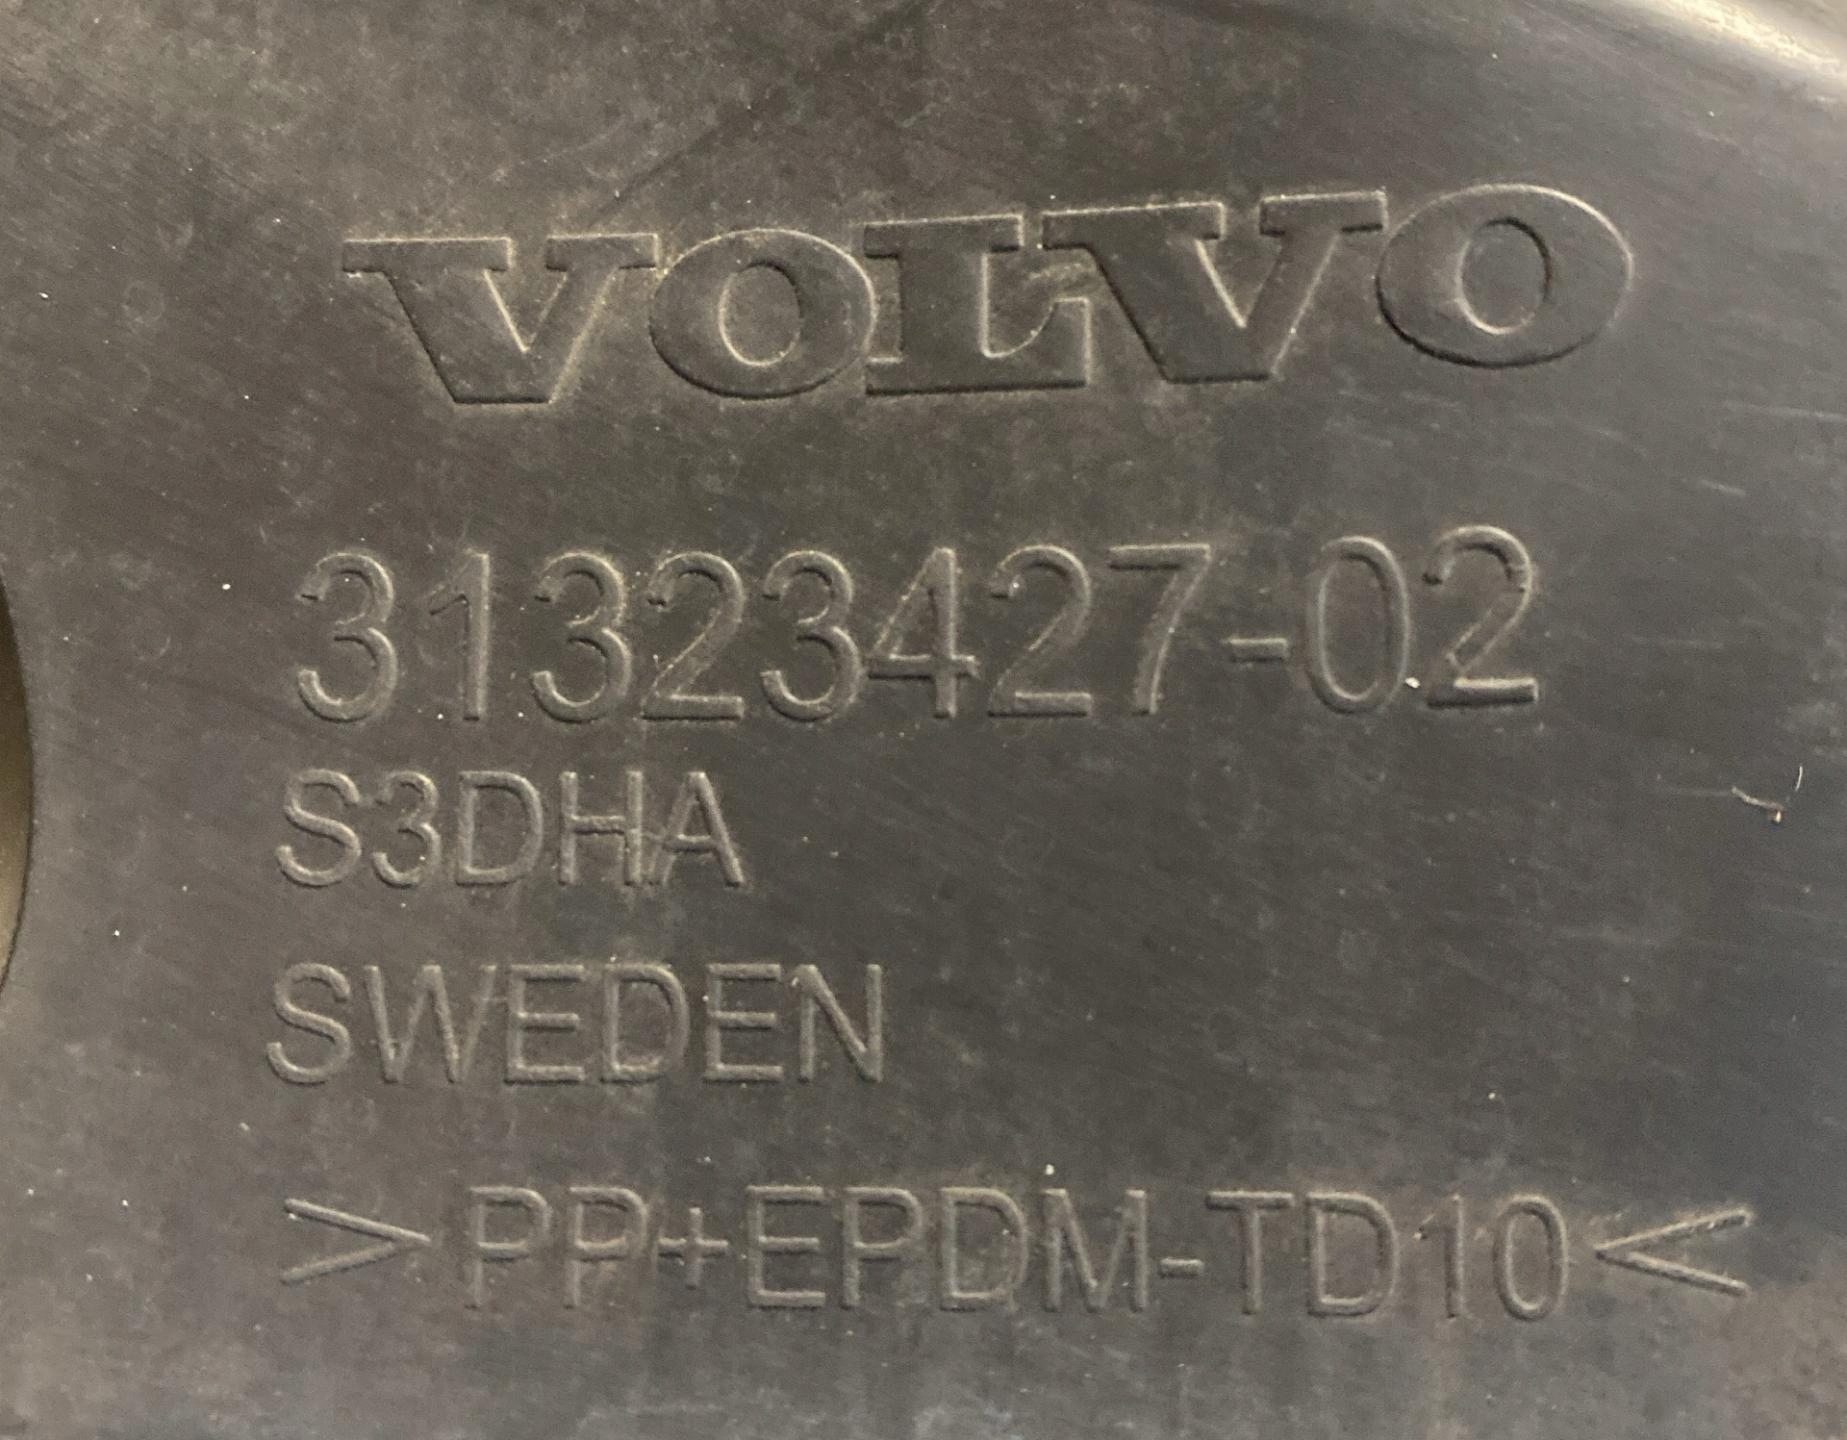 VOLVO
31323427-02
S3DHA
SWEDEN
>PP+EPDM-TD10<